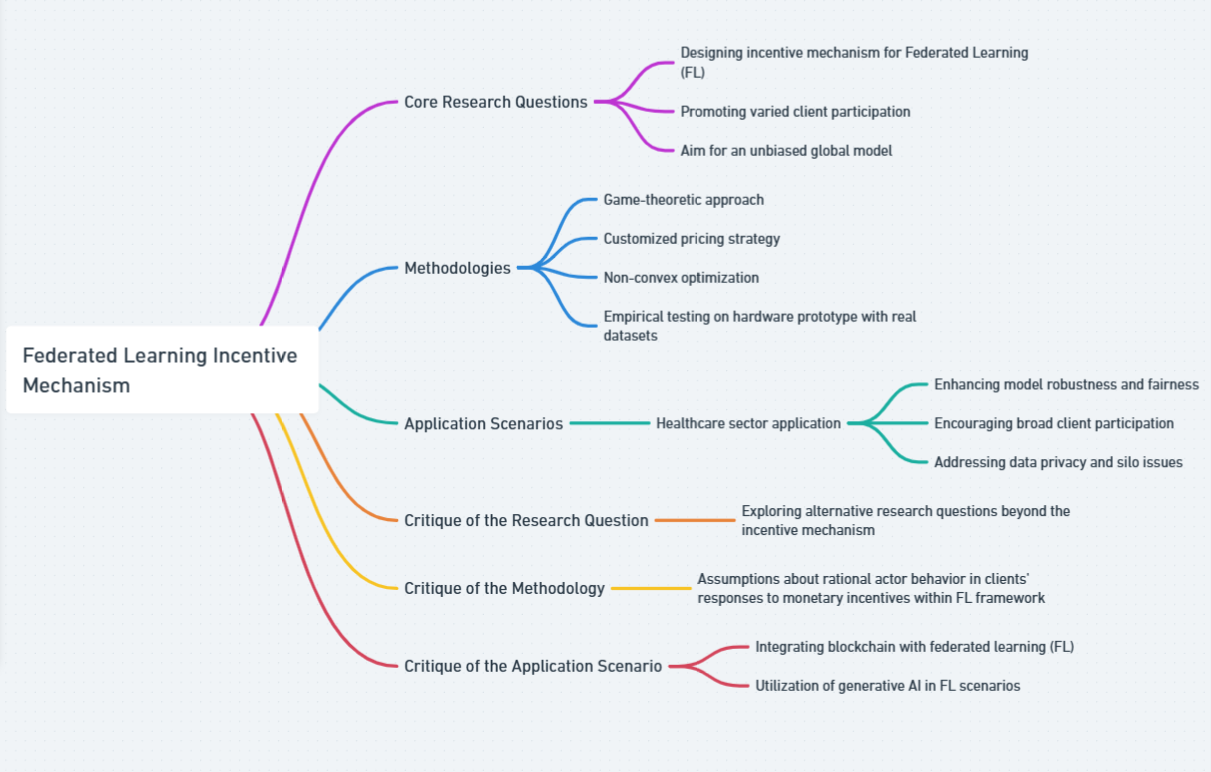 Federated Learning Incentive
Mechanism
Core Research Questions
Designing incentive mechanism for Federated Learning
(FL)
Promoting varied client participation
Aim for an unbiased global model
Methodologies
Game-theoretic approach
Customized pricing strategy
Non-convex optimization
Empirical testing on hardware prototype with real
datasets
Application Scenarios
Healthcare sector application
Enhancing model robustness and fairness
Encouraging broad client participation
Addressing data privacy and silo issues
Critique of the Research Question
Exploring alternative research questions beyond the
incentive mechanism
Critique of the Methodology
Assumptions about rational actor behavior in clients'
responses to monetary incentives within FL framework
Critique of the Application Scenario
Integrating blockchain with federated learning (FL)
Utilization of generative AI in FL scenarios